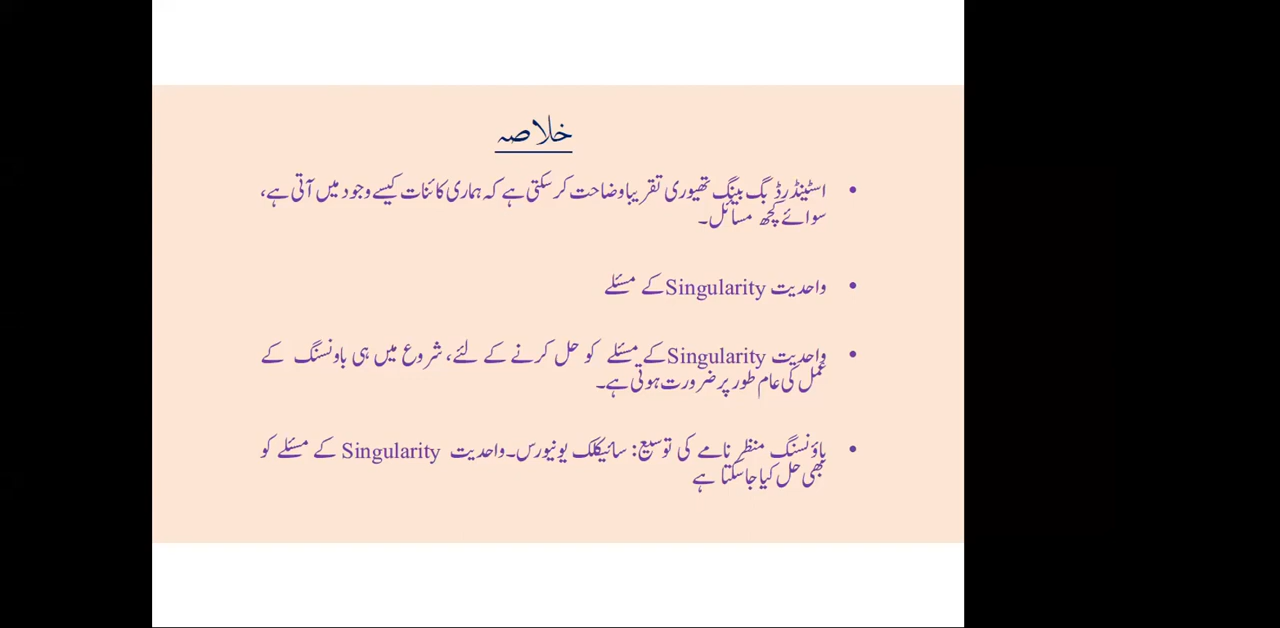 خلاصہ
اسٹینڈرڈ بگ بینگ تھیوری تقریبا وضاحت کر سکتی ہے کہ ہماری کائنات کیسے وجود میں آتی ہے،
سوائے کچھ مسائل۔
واحدیت Singularity کے مسئلے
واحدیت Singularity کے مسئلے کو حل کرنے کے لئے، شروع میں ہی باونسنگ کے
عمل کی عام طور پر ضرورت ہوتی ہے۔
باؤنسنگ منظر نامے کی توسیع: سائیکلک یونیورس۔واحدیت Singularity کے مسئلے کو
بھی حل کیا جاسکتا ہے